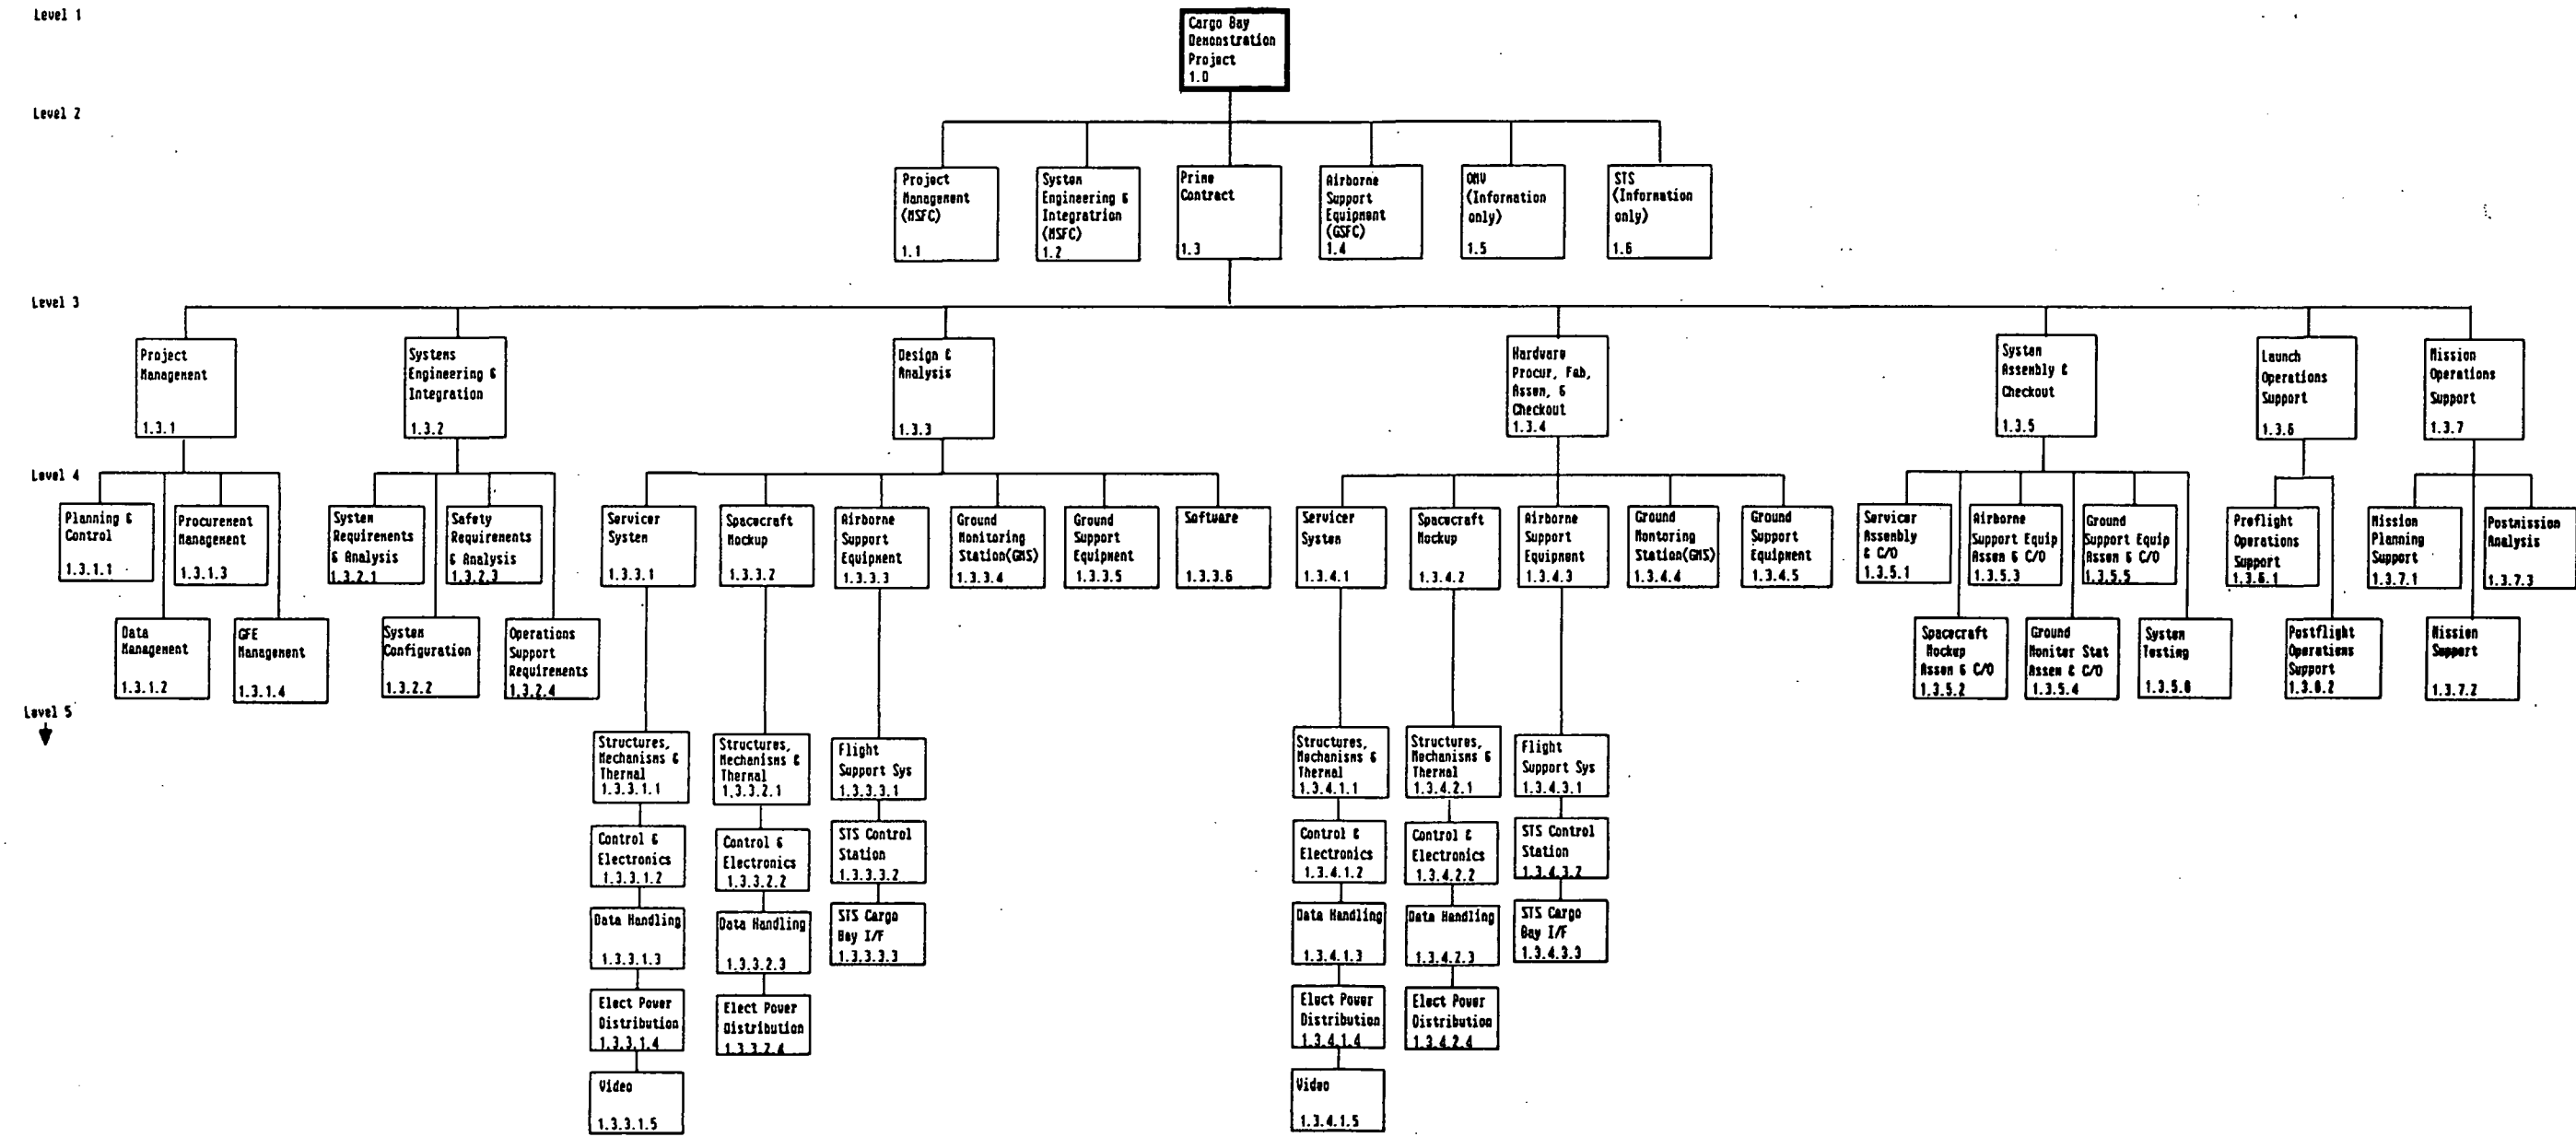 Level 1
Cargo Bay
Demonstration
Project
1.0
Level 2
Project
Management
(MSFC)
1.1
System
Engineering &
Integratrion
(MSFC)
1.2
Prime
Contract
1.3
Airborne
Support
Equipment
(GSFC)
1.4
OMV
(Information
only)
1.5
STS
(Information
only)
1.6
Level 3
Project
Management
1.3.1
Systems
Engineering &
Integration
1.3.2
Design &
Analysis
1.3.3
Hardware
Procur, Fab,
Assem, &
Checkout
1.3.4
System
Assembly &
Checkout
1.3.5
Launch
Operations
Support
1.3.6
Mission
Operations
Support
1.3.7
Level 4
Planning &
Control
1.3.1.1
Procurement
Management
1.3.1.3
System
Requirements
& Analysis
1.3.2.1
Safety
Requirements
& Analysis
1.3.2.3
Servicer
System
1.3.3.1
Spacecraft
Mockup
1.3.3.2
Airborne
Support
Equipment
1.3.3.3
Ground
Monitoring
Station(GMS)
1.3.3.4
Ground
Support
Equipment
1.3.3.5
Software
1.3.3.6
Servicer
System
1.3.4.1
Spacecraft
Mockup
1.3.4.2
Airborne
Support
Equipment
1.3.4.3
Ground
Montoring
Station(GMS)
1.3.4.4
Ground
Support
Equipment
1.3.4.5
Servicer
Assembly
& C/O
1.3.5.1
Airborne
Support Equip
Assem & C/O
1.3.5.3
Ground
Support Equip
Assem & C/O
1.3.5.5
Preflight
Operations
Support
1.3.6.1
Mission
Planning
Support
1.3.7.1
Postmission
Analysis
1.3.7.3
Data
Management
1.3.1.2
GFE
Management
1.3.1.4
System
Configuration
1.3.2.2
Operations
Support
Requirements
1.3.2.4
Spacecraft
Mockup
Assem & C/O
1.3.5.2
Ground
Moniter Stat
Assem & C/O
1.3.5.4
System
Testing
1.3.5.6
Postflight
Operations
Support
1.3.6.2
Mission
Support
1.3.7.2
Level 5
Structures,
Mechanisms &
Thermal
1.3.3.1.1
Structures,
Mechanisms &
Thermal
1.3.3.2.1
Flight
Support Sys
1.3.3.3.1
Structures,
Mechanisms &
Thermal
1.3.4.1.1
Structures,
Mechanisms &
Thermal
1.3.4.2.1
Flight
Support Sys
1.3.4.3.1
Control &
Electronics
1.3.3.1.2
Control &
Electronics
1.3.3.2.2
STS Control
Station
1.3.3.3.2
Control &
Electronics
1.3.4.1.2
Control &
Electronics
1.3.4.2.2
STS Control
Station
1.3.4.3.2
Data Handling
1.3.3.1.3
Data Handling
1.3.3.2.3
STS Cargo
Bay I/F
1.3.3.3.3
Data Handling
1.3.4.1.3
Data Handling
1.3.4.2.3
STS Cargo
Bay I/F
1.3.4.3.3
Elect Power
Distribution
1.3.3.1.4
Elect Power
Distribution
1.3.3.2.4
Elect Power
Distribution
1.3.4.1.4
Elect Power
Distribution
1.3.4.2.4
Video
1.3.3.1.5
Video
1.3.4.1.5